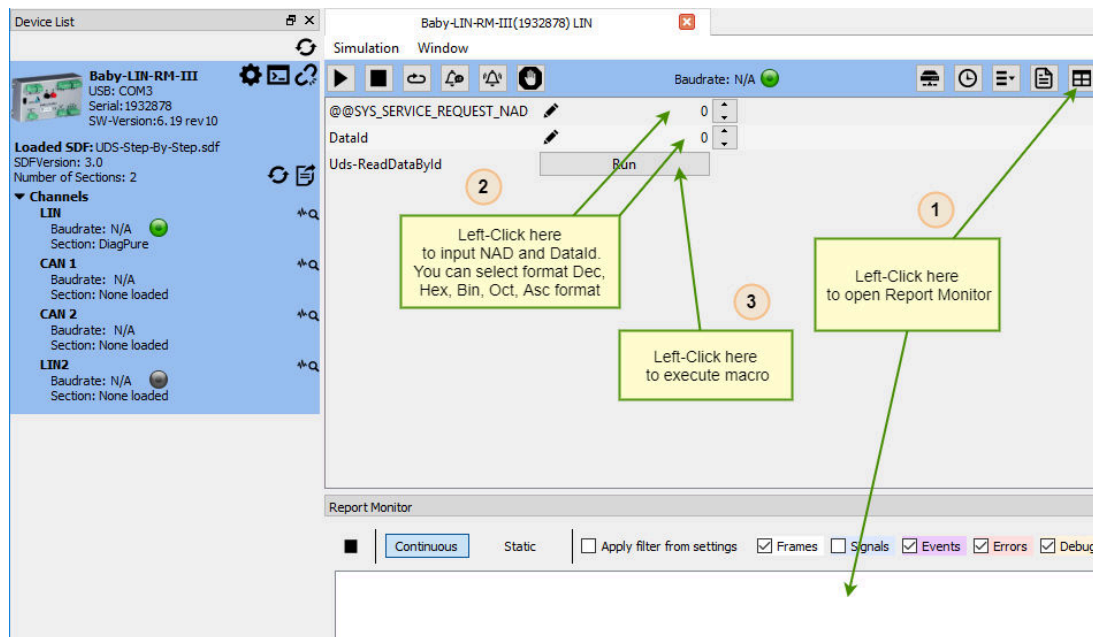 Device List
Baby-LIN-RM-III
USB: COM3
Serial: 1932878
SW-Version:6.19 rev10
Loaded SDF: UDS-Step-By-Step.sdf
SDFVersion: 3.0
Number of Sections: 2
Channels
LIN
Baudrate: N/A
Section: DiagPure
CAN 1
Baudrate: N/A
Section: None loaded
CAN 2
Baudrate: N/A
Section: None loaded
LIN2
Baudrate: N/A
Section: None loaded
Baby-LIN-RM-III(1932878) LIN
Simulation Window
Baudrate: N/A
@@SYS_SERVICE_REQUEST_NAD 0
DataId 0
Uds-ReadDataById Run
2
Left-Click here
to input NAD and DataId.
You can select format Dec,
Hex, Bin, Oct, Asc format
1
Left-Click here
to open Report Monitor
3
Left-Click here
to execute macro
Report Monitor
Continuous Static Apply filter from settings Frames Signals Events Errors Debug